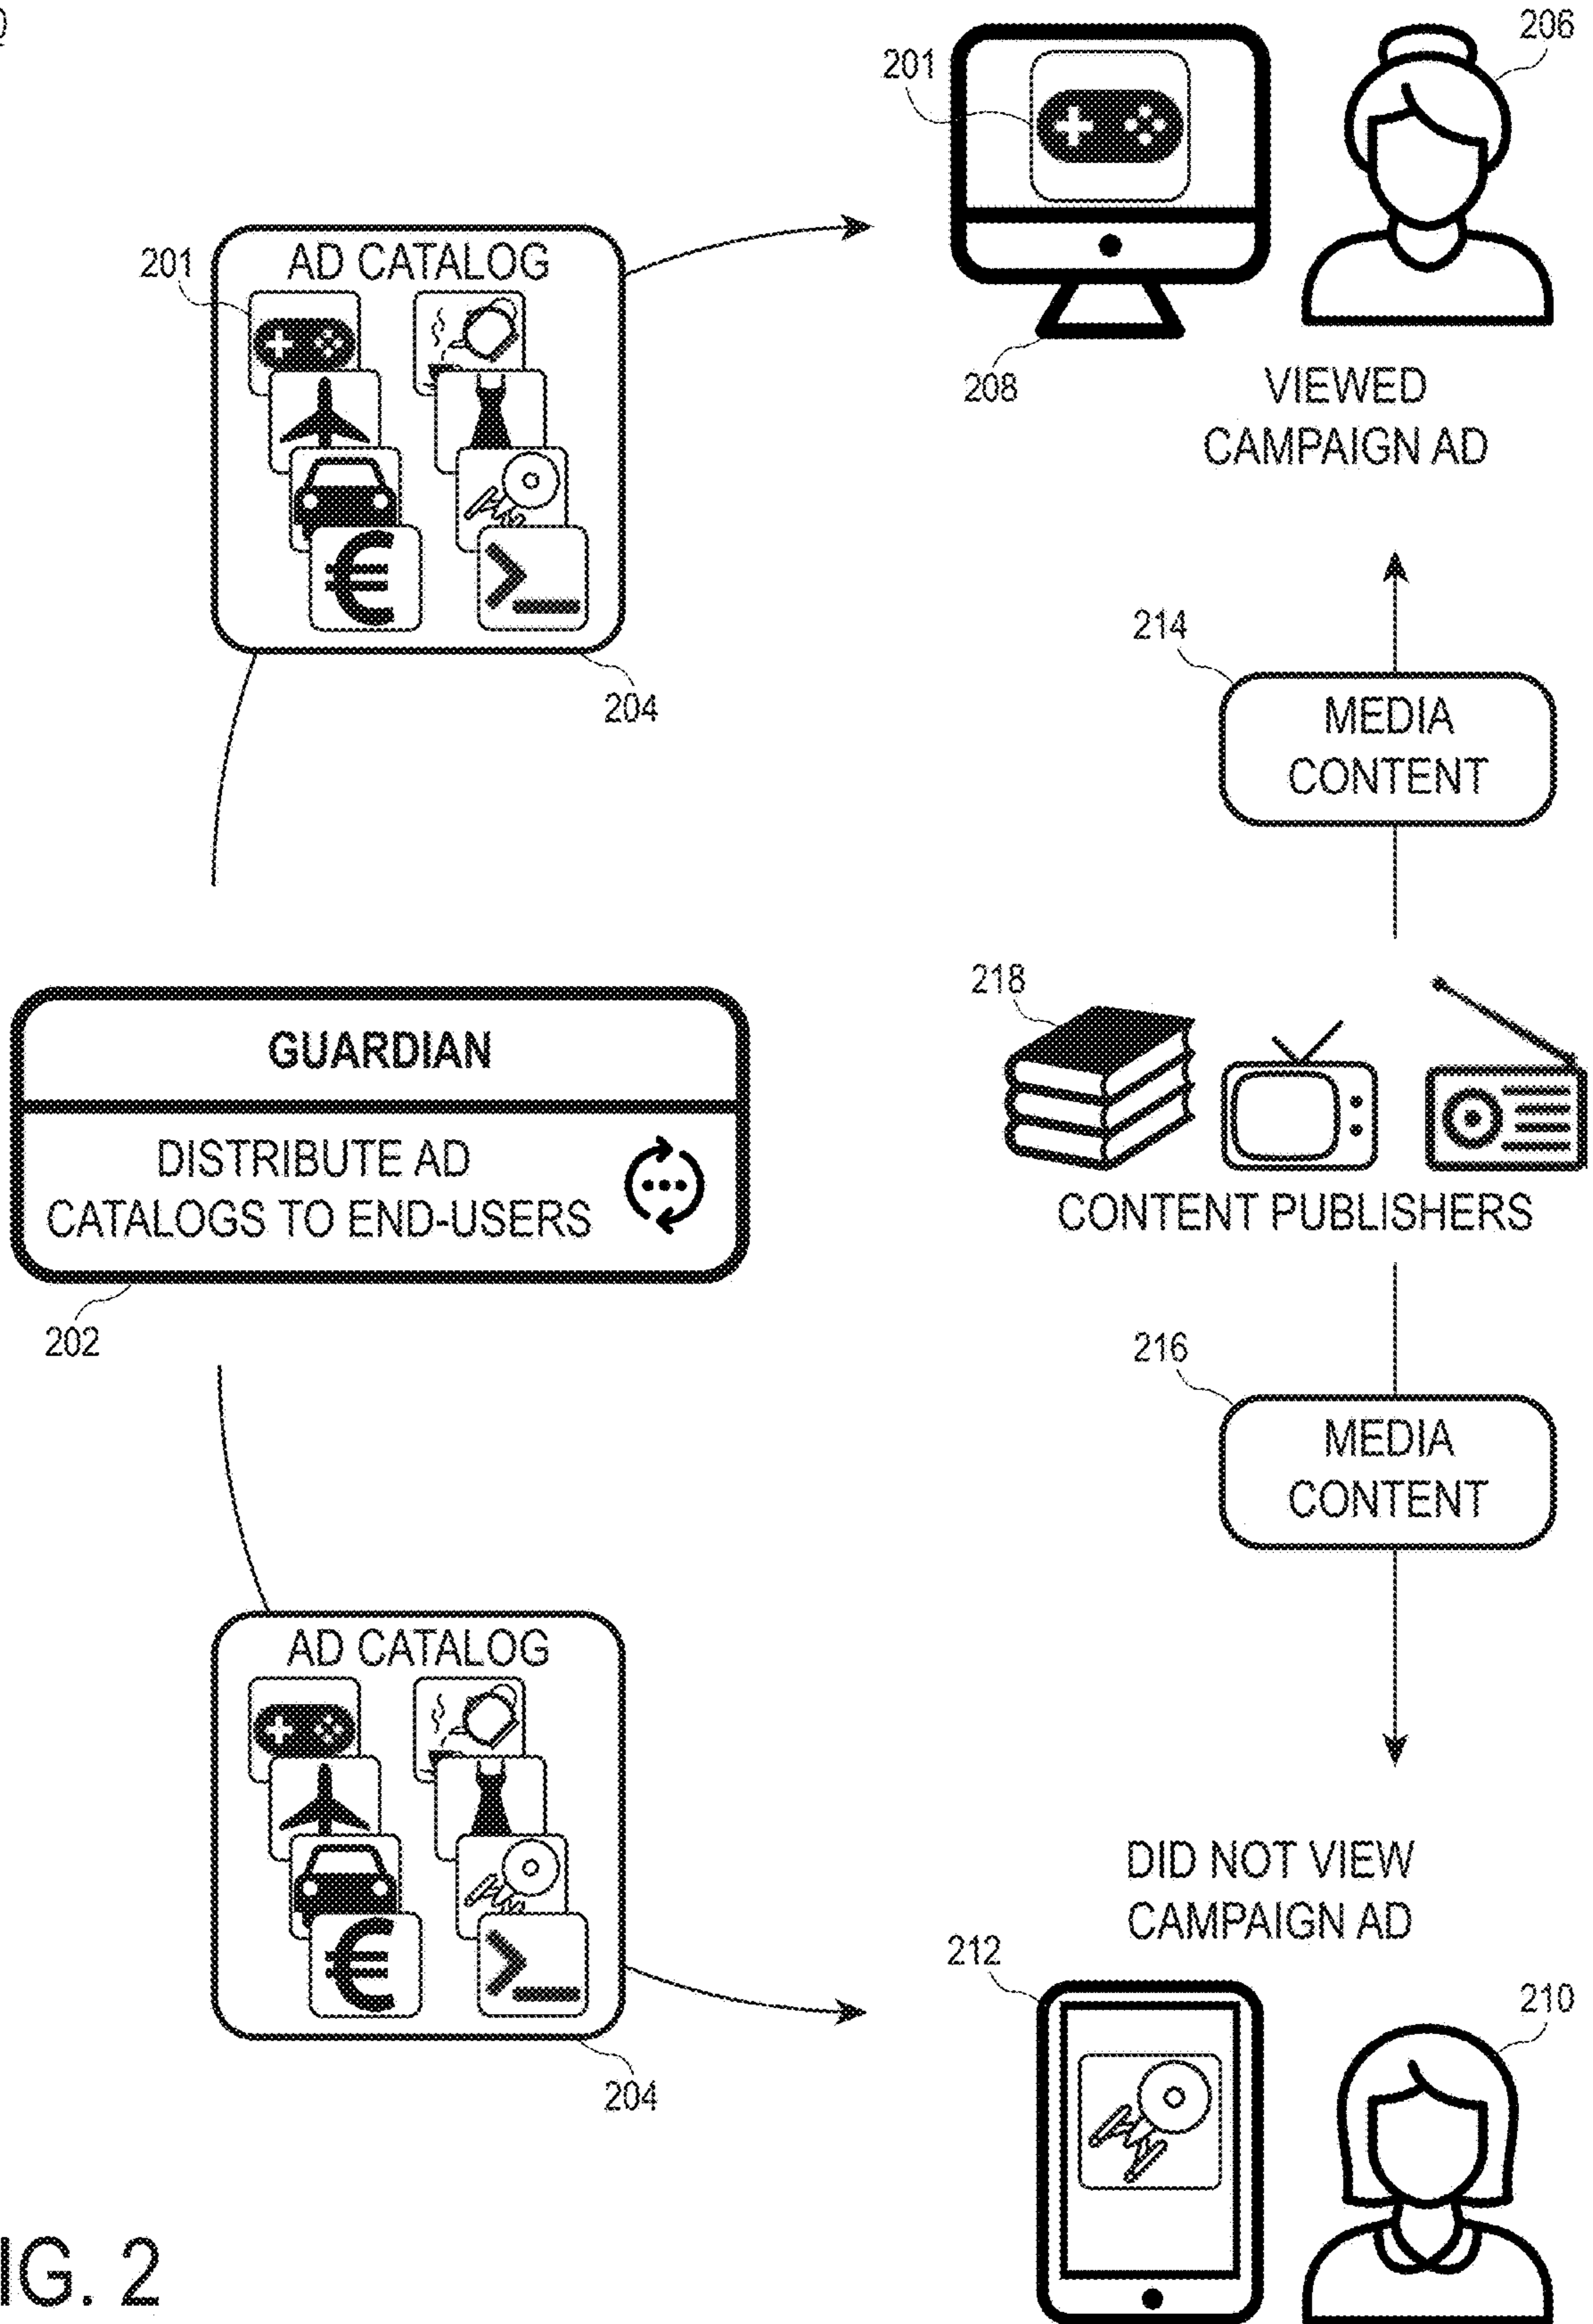 206
201
201
AD CATALOG
208
VIEWED
CAMPAIGN AD
204
214
MEDIA
CONTENT
218
GUARDIAN
DISTRIBUTE AD
CATALOGS TO END-USERS
CONTENT PUBLISHERS
202
216
MEDIA
CONTENT
AD CATALOG
DID NOT VIEW
CAMPAIGN AD
212
210
204
IG. 2